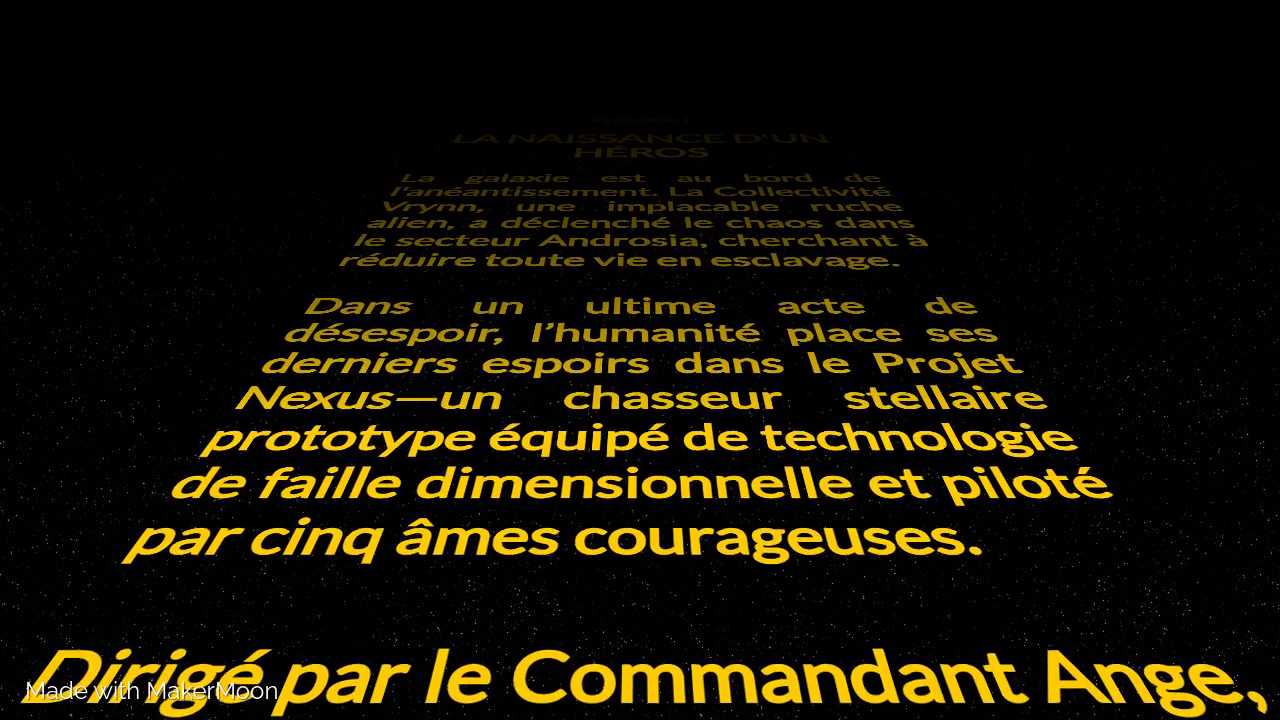 LA NAISSANCE D'UN
HÉROS
La galaxie est au bord de
l'anéantissement. La Collectivité
Vrynn, une implacable ruche
alien, a déclenché le chaos dans
le secteur Androsia, cherchant à
réduire toute vie en esclavage.
Dans un ultime acte de
désespoir, l’humanité place ses
derniers espoirs dans le Projet
Nexus—un chasseur stellaire
prototype équipé de technologie
de faille dimensionnelle et piloté
par cinq âmes courageuses.
Dirigé par le Commandant Ange,
Made with MakerMoon